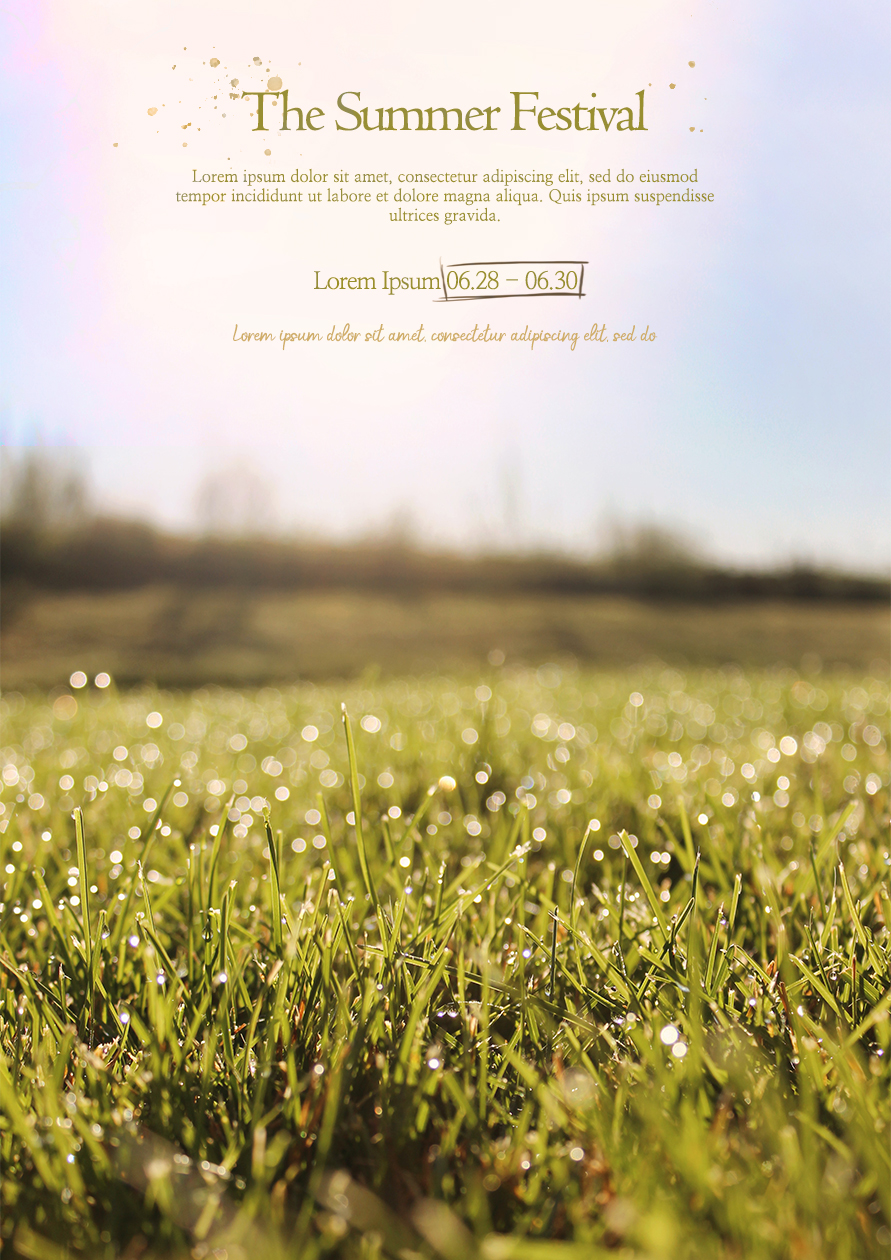 The Summer Festival
Lorem ipsum dolor sit amet, consectetur adipiscing elit, sed do eiusmod
tempor incididunt ut labore et dolore magna aliqua. Quis ipsum suspendisse
ultrices gravida.
Lorem Ipsum 06.28 – 06.30
Lorem ipsum dolor sit amet, consectetur adipiscing elit, sed do